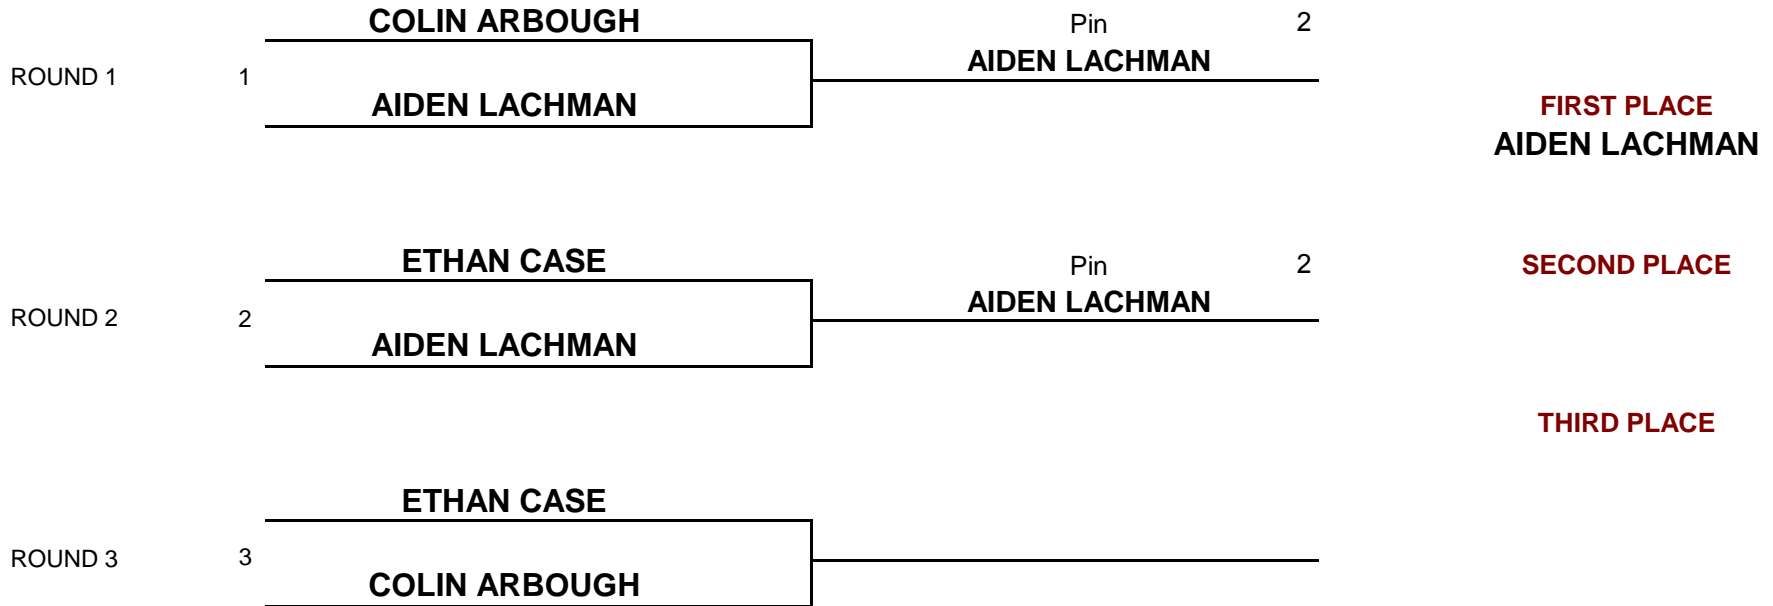 COLIN ARBOUGH
Pin 2
AIDEN LACHMAN
ROUND 1 1
AIDEN LACHMAN
FIRST PLACE
AIDEN LACHMAN
ETHAN CASE
Pin 2
SECOND PLACE
AIDEN LACHMAN
ROUND 2 2
AIDEN LACHMAN
THIRD PLACE
ETHAN CASE
ROUND 3 3
COLIN ARBOUGH